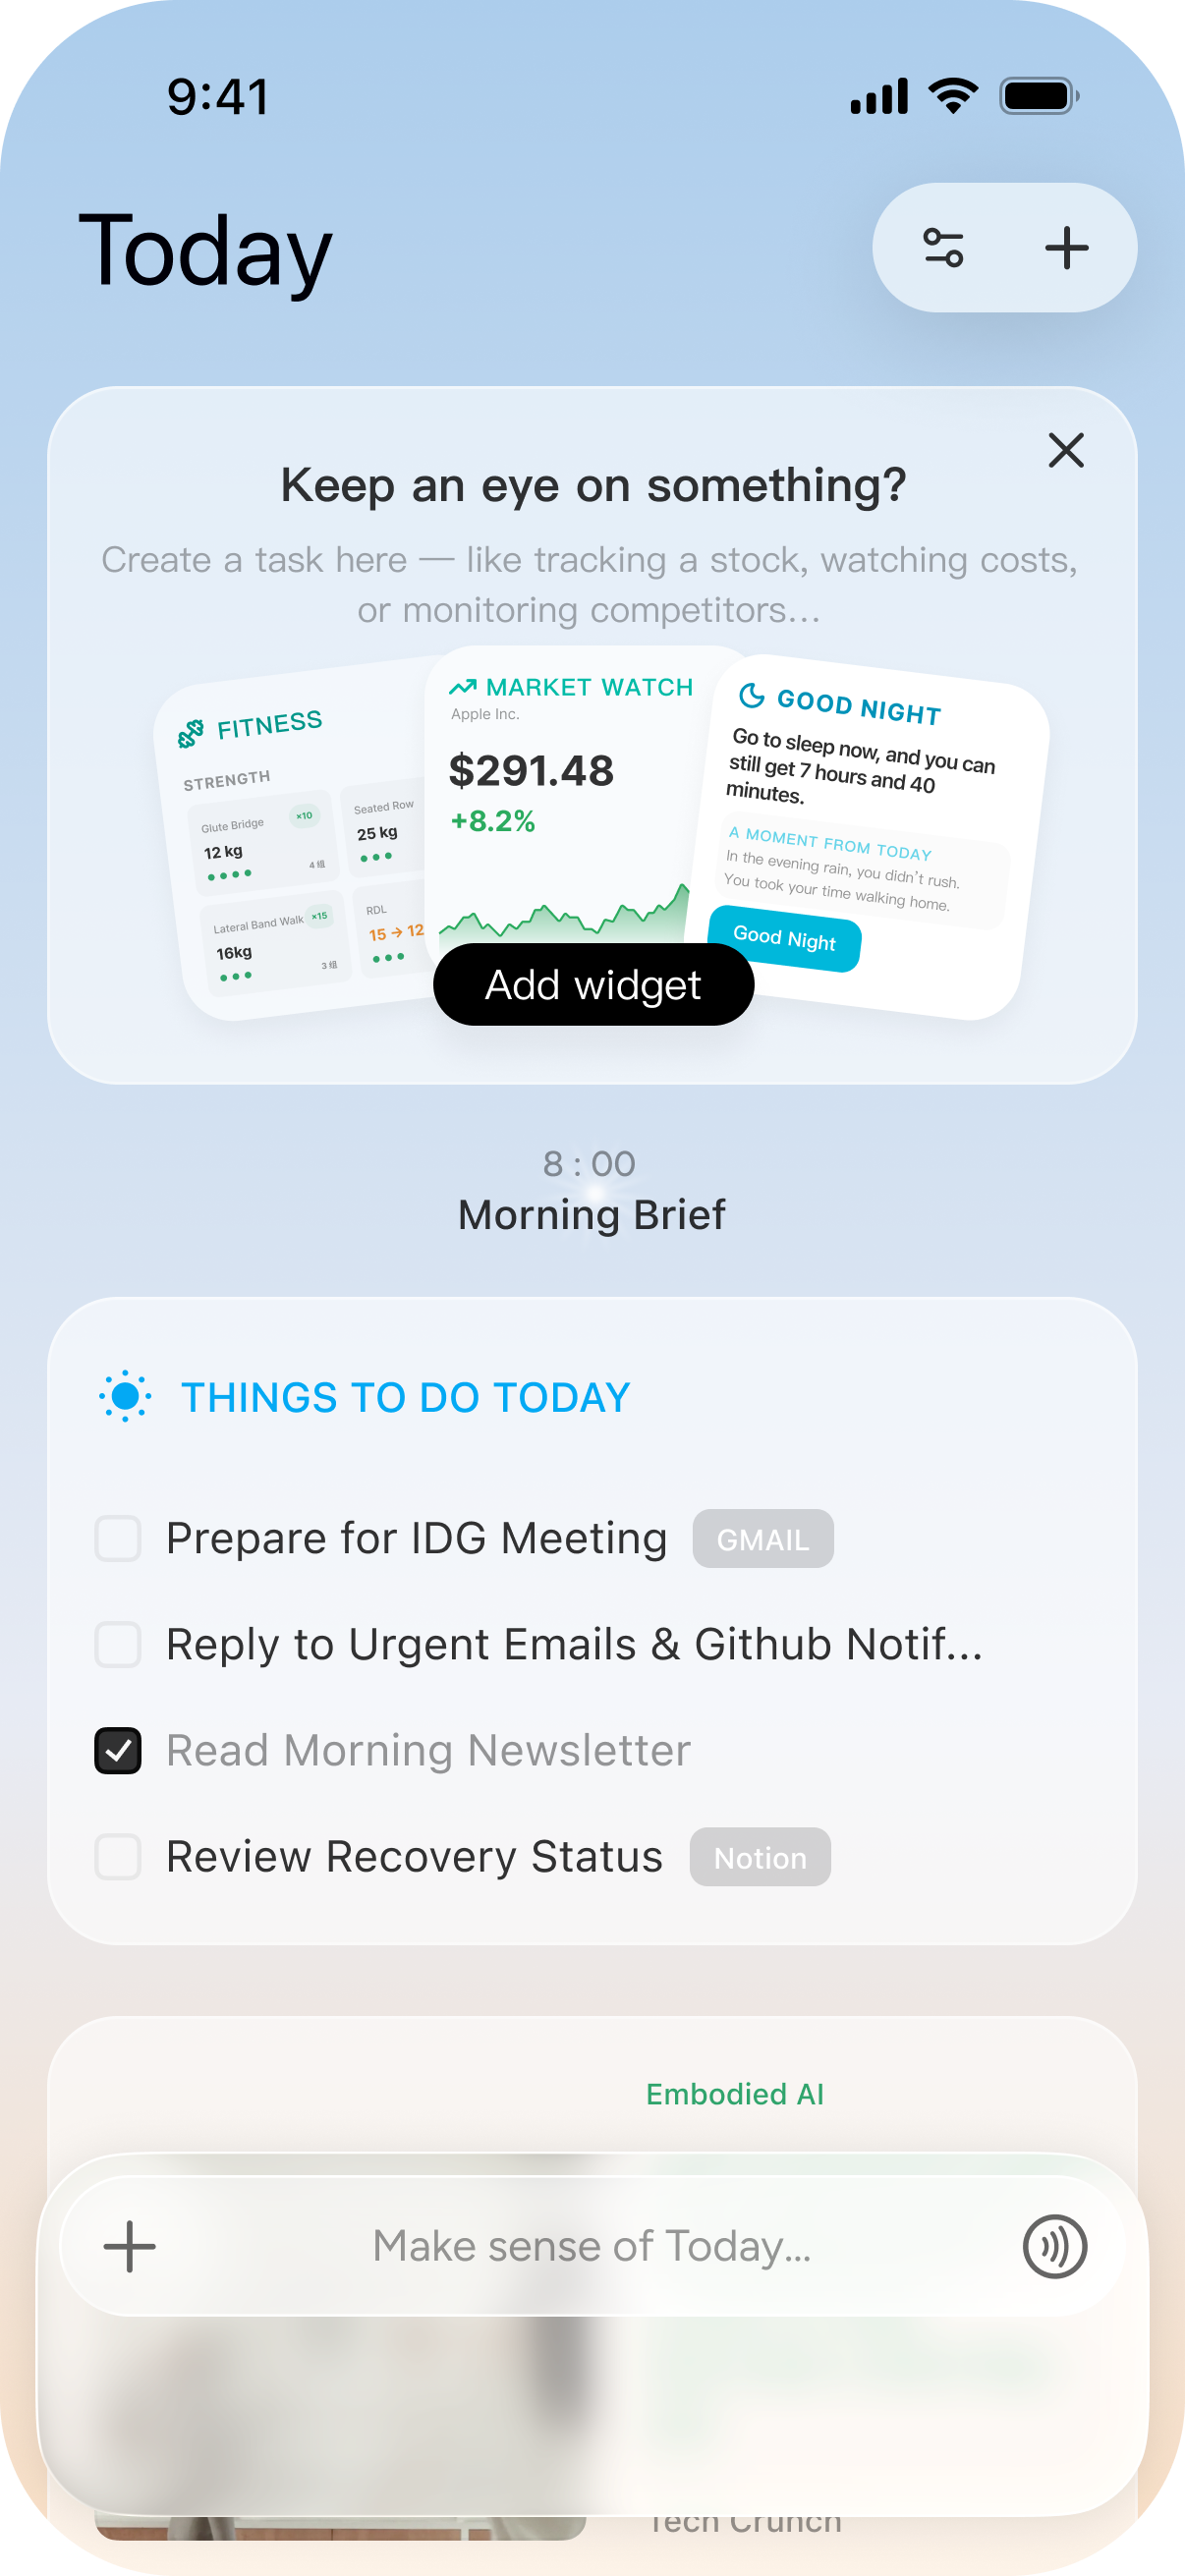 9:41
Today
Keep an eye on something?
Create a task here — like tracking a stock, watching costs,
or monitoring competitors...
FITNESS
STRENGTH
Glute Bridge
×10
12 kg
4 组
Seated Row
25 kg
Lateral Band Walk
×15
16kg
3 组
RDL
15 → 12
MARKET WATCH
Apple Inc.
$291.48
+8.2%
GOOD NIGHT
Go to sleep now, and you can
still get 7 hours and 40
minutes.
A MOMENT FROM TODAY
In the evening rain, you didn't rush.
You took your time walking home.
Good Night
Add widget
8 : 00
Morning Brief
THINGS TO DO TODAY
Prepare for IDG Meeting GMAIL
Reply to Urgent Emails & Github Notif...
Read Morning Newsletter
Review Recovery Status Notion
Embodied AI
Make sense of Today...
Tech Crunch